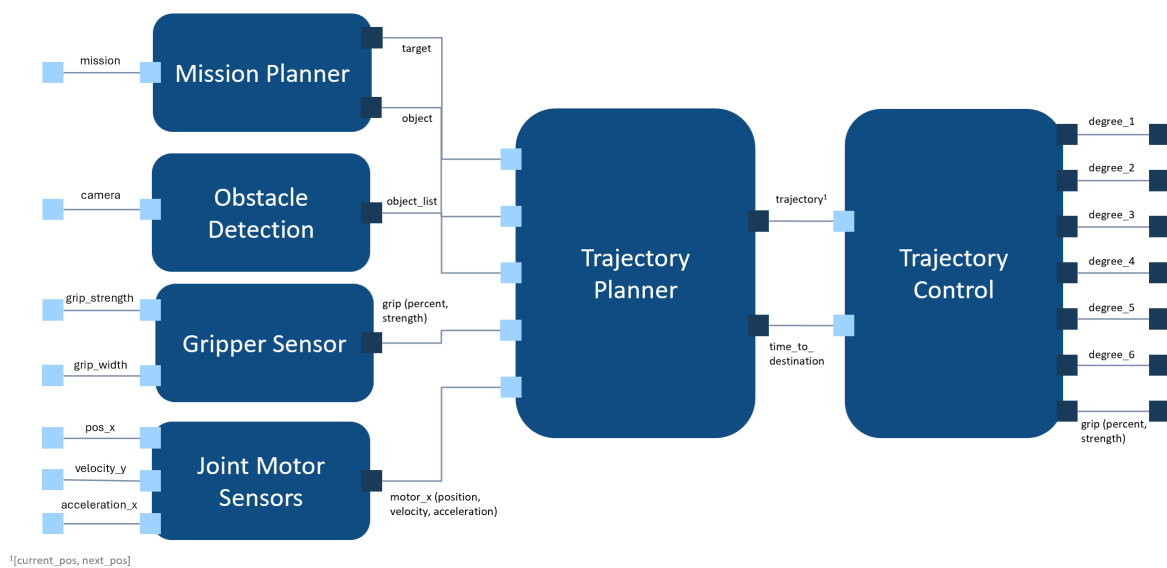 mission
Mission Planner
target
object
camera
Obstacle
Detection
object_list
grip_strength
grip_width
Gripper Sensor
grip (percent,
strength)
pos_x
velocity_y
acceleration_x
Joint Motor
Sensors
motor_x (position,
velocity, acceleration)
Trajectory
Planner
trajectory¹
time_to_
destination
Trajectory
Control
degree_1
degree_2
degree_3
degree_4
degree_5
degree_6
grip (percent,
strength)
¹[current_pos, next_pos]